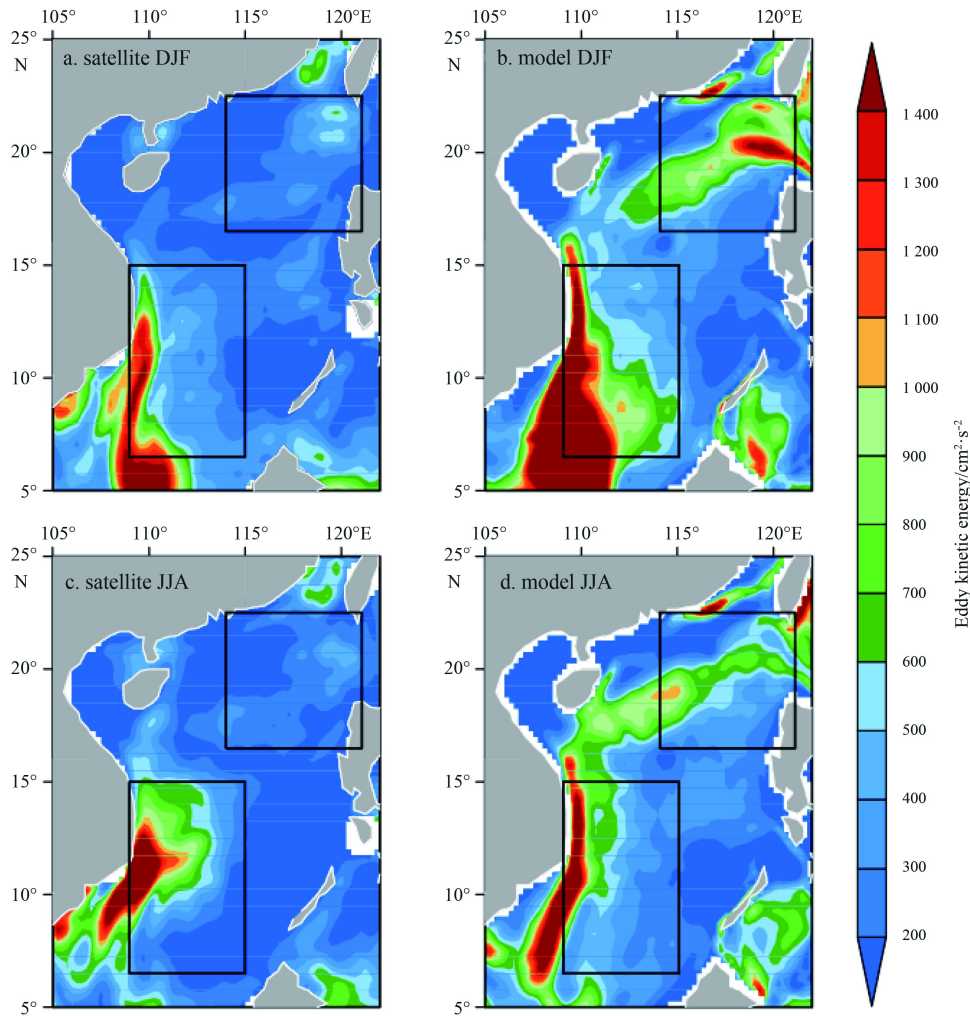 105° 110° 115° 120°E
105° 110° 115° 120°E
25°
N
20°
15°
10°
5°
a. satellite DJF
25°
N
20°
15°
10°
5°
b. model DJF
105° 110° 115° 120°E
105° 110° 115° 120°E
25°
N
20°
15°
10°
5°
c. satellite JJA
25°
N
20°
15°
10°
5°
d. model JJA
1 400
1 300
1 200
1 100
1 000
900
800
700
600
500
400
300
200
Eddy kinetic energy/cm²·s⁻²